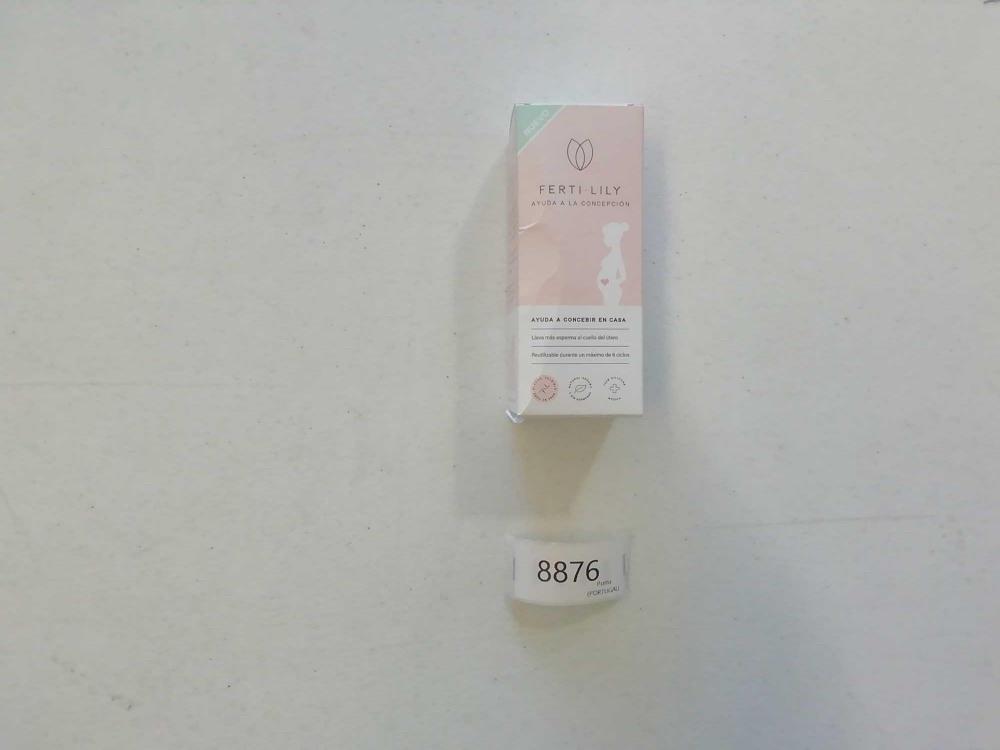 NUEVO
FERTI·LILY
AYUDA A LA CONCEPCIÓN
AYUDA A CONCEBIR EN CASA
Lleva más esperma al cuello del útero
Reutilizable durante un máximo de 6 ciclos
8876
(PORTUGAL)